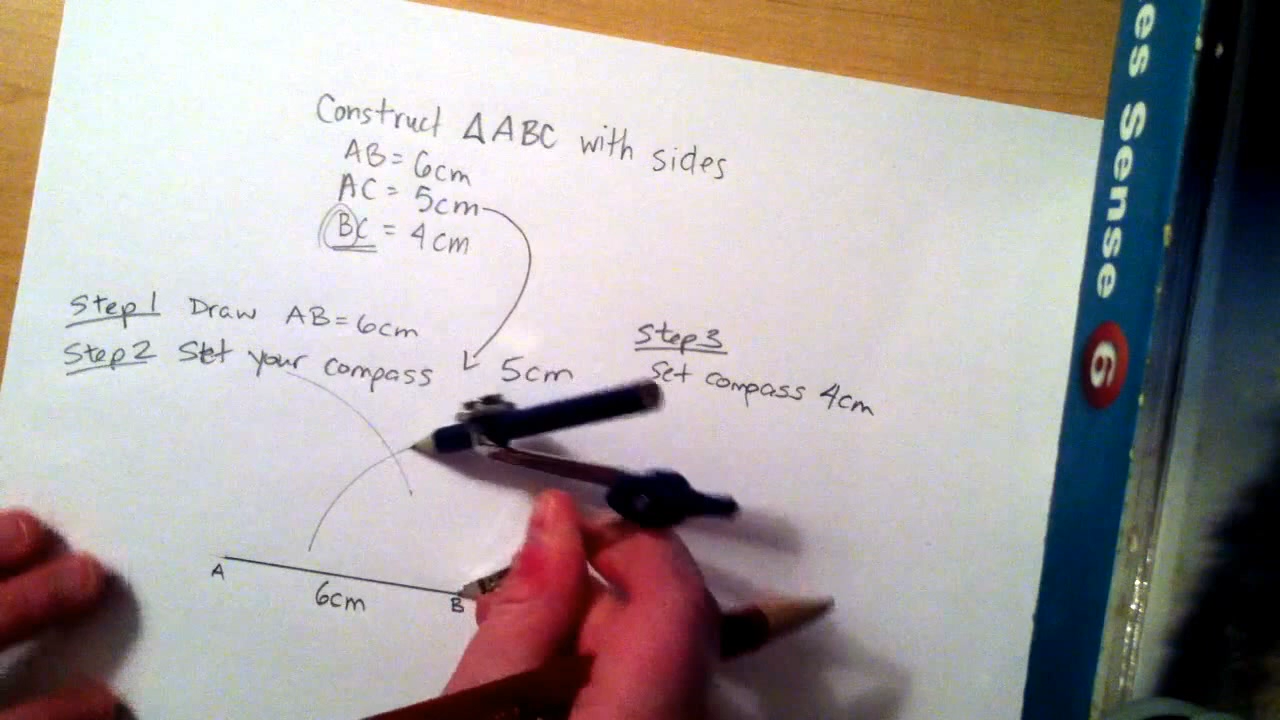 Construct ΔABC with sides
AB = 6cm
AC = 5cm
BC = 4cm
Step 1 Draw AB = 6cm
Step 2 Set your compass 5cm
Step 3
Set compass 4cm
A
6cm
B
Sense
6